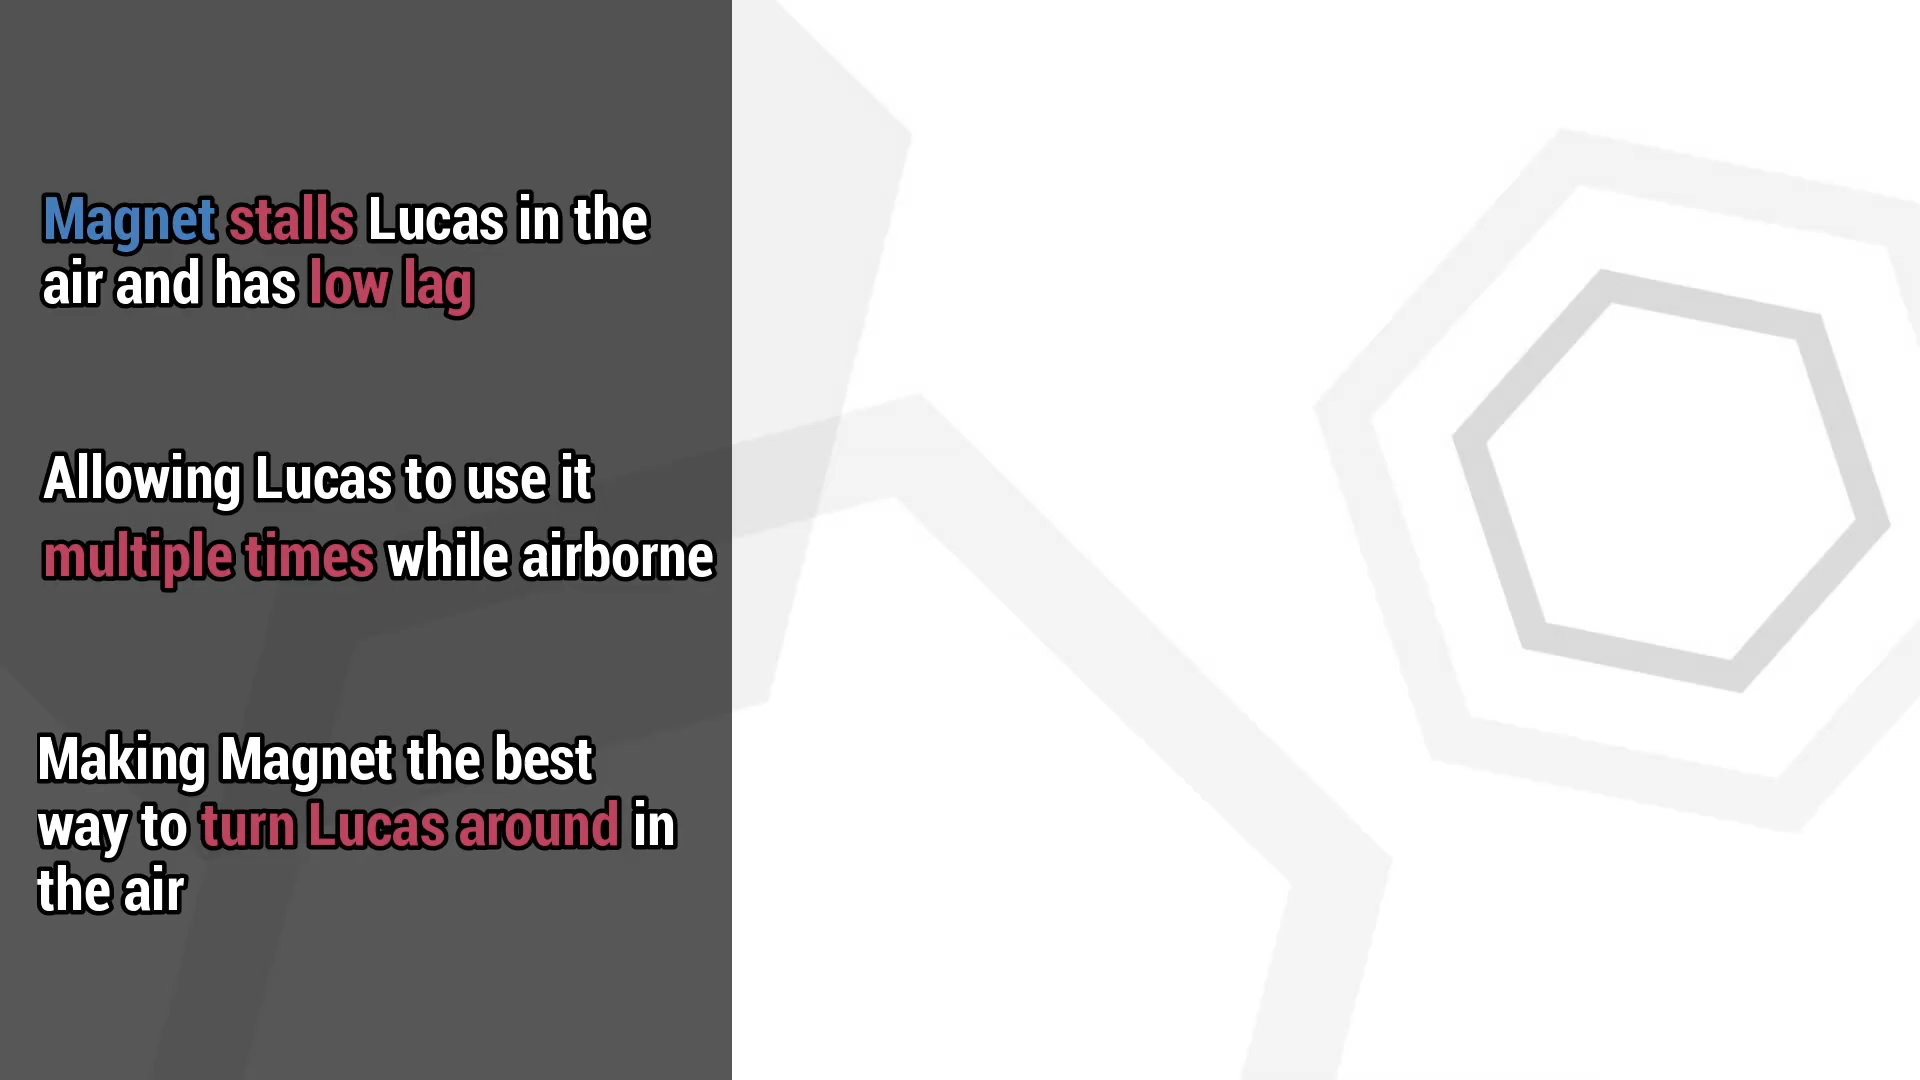 Magnet stalls Lucas in the
air and has low lag
Allowing Lucas to use it
multiple times while airborne
Making Magnet the best
way to turn Lucas around in
the air